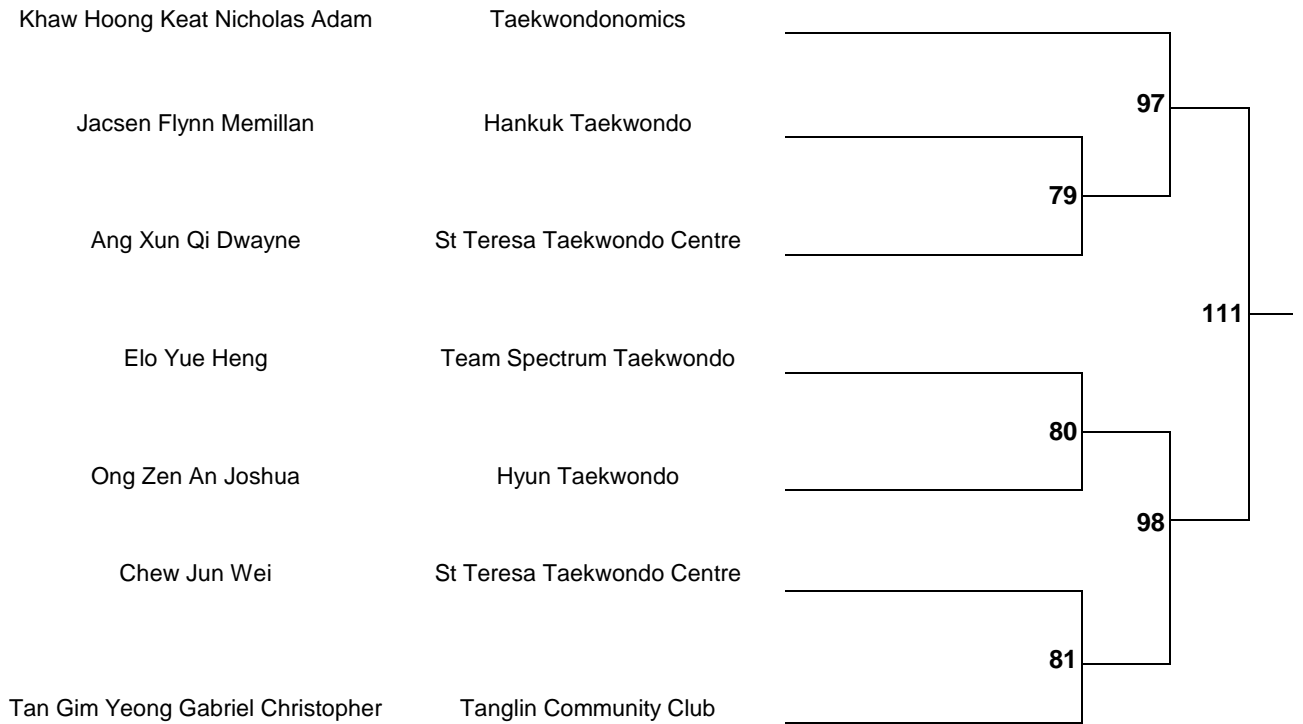 Khaw Hoong Keat Nicholas Adam Taekwondonomics
97
Jacsen Flynn Memillan Hankuk Taekwondo
79
Ang Xun Qi Dwayne St Teresa Taekwondo Centre
111
Elo Yue Heng Team Spectrum Taekwondo
80
Ong Zen An Joshua Hyun Taekwondo
98
Chew Jun Wei St Teresa Taekwondo Centre
81
Tan Gim Yeong Gabriel Christopher Tanglin Community Club